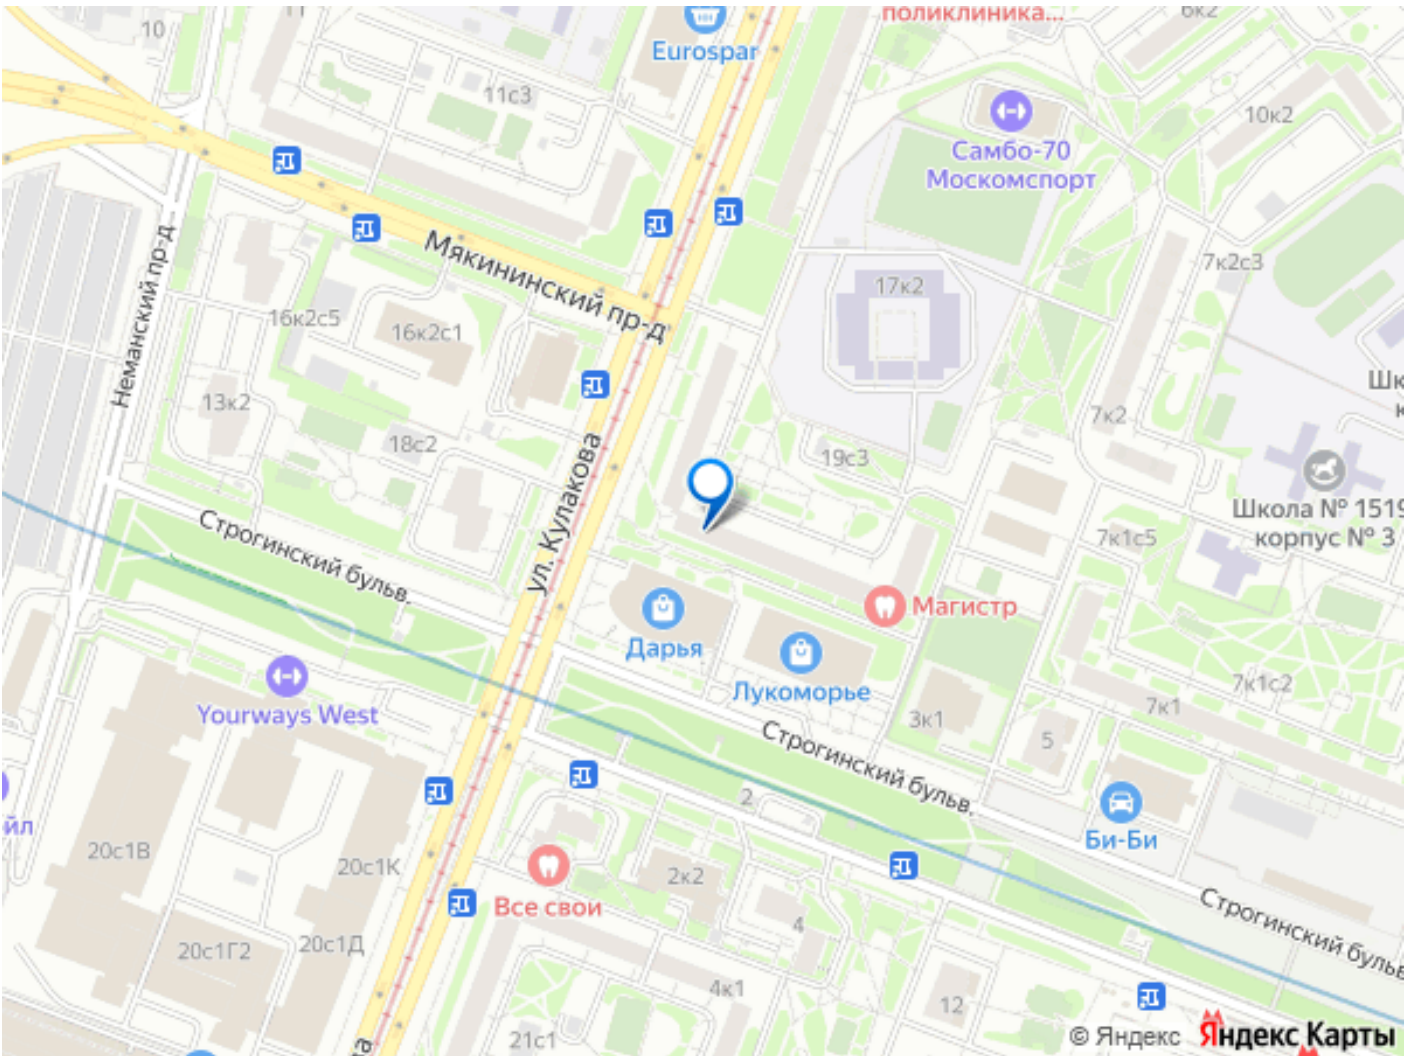 10
Eurospar
поликлиника...
6к2
11с3
10к2
Самбо-70
Москомспорт
Мякининский пр-д
Неманский пр-д
7к2с3
17к2
16к2с5
16к2с1
13к2
18с2
7к2
19с3
ул. Кулакова
Школа № 1519
корпус № 3
Строгинский бульв.
7к1с5
Магистр
Дарья
Лукоморье
7к1с2
7к1
3к1
5
Yourways West
Строгинский бульв.
2
Би-Би
йл
20с1В
20с1К
2к2
Все свои
4
Строгинский бульв
20с1Г2
20с1Д
4к1
12
21с1
© Яндекс
Яндекс Карты